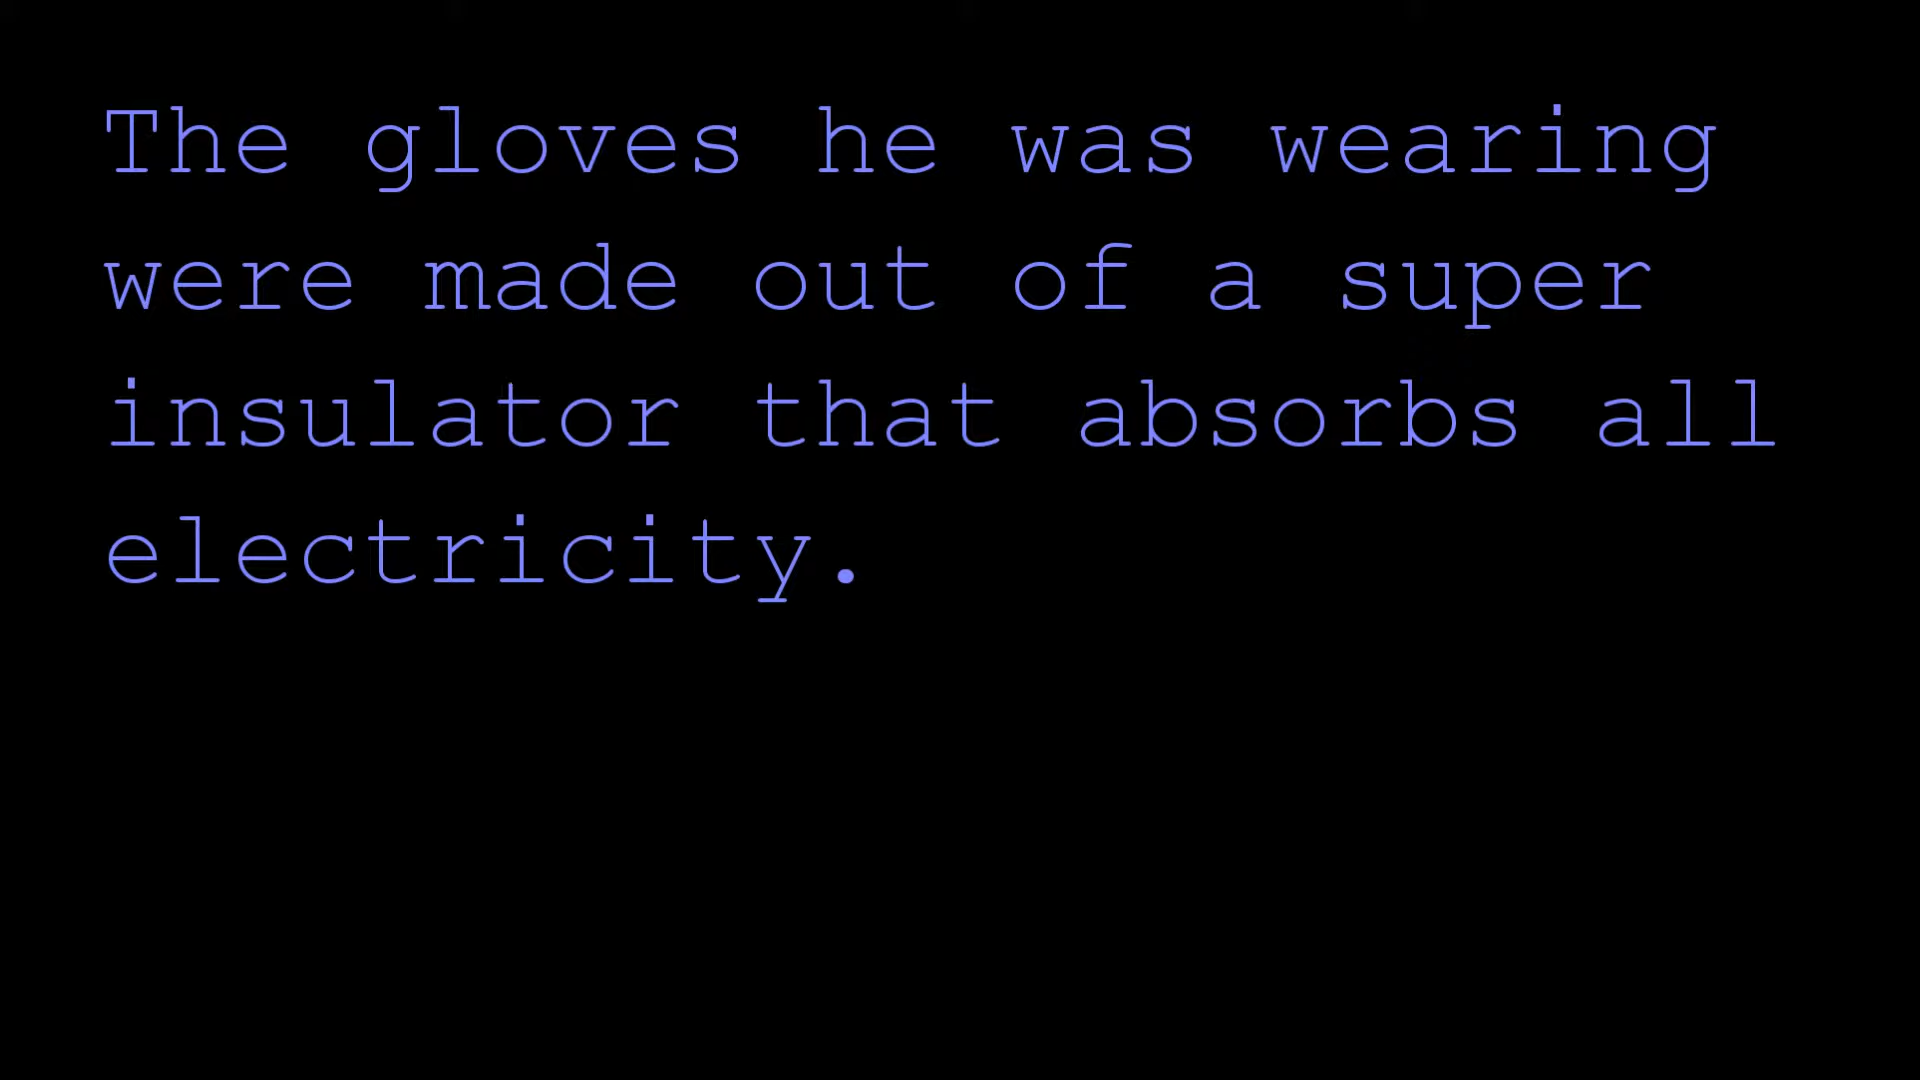 The gloves he was wearing
were made out of a super
insulator that absorbs all
electricity.